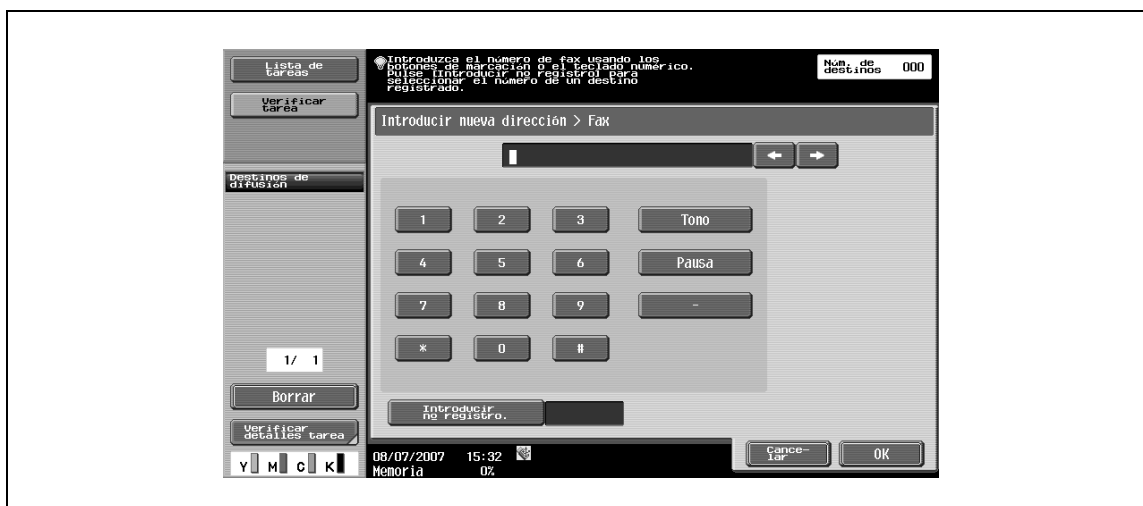 Lista de
tareas
Verificar
tarea
Destinos de
difusión
1/ 1
Borrar
Verificar
detalles tarea
Y M C K
Introduzca el número de fax usando los
botones de marcación o el teclado numérico.
Pulse [Introducir no registro] para
seleccionar el número de un destino
registrado.
Núm. de
destinos 000
Introducir nueva dirección > Fax
← →
1 2 3 Tono
4 5 6 Pausa
7 8 9 -
* 0 #
Introducir
nº registro.
08/07/2007 15:32
Memoria 0%
Cance-
lar
OK